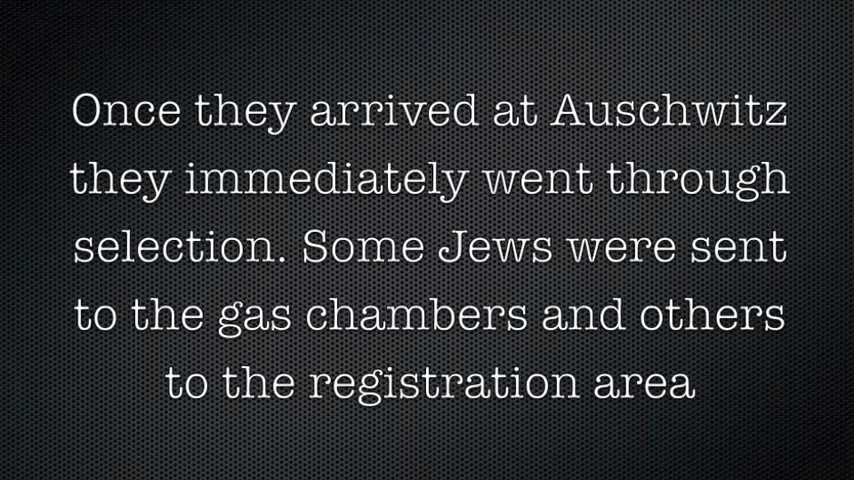 Once they arrived at Auschwitz
they immediately went through
selection. Some Jews were sent
to the gas chambers and others
to the registration area